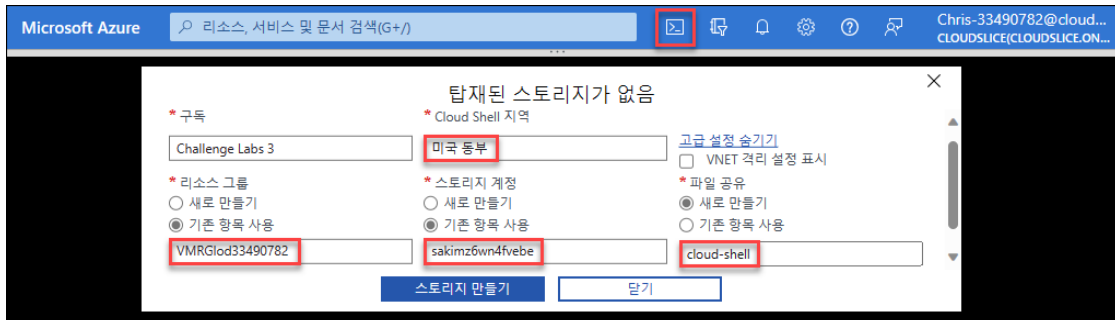 Microsoft Azure
리소스, 서비스 및 문서 검색(G+/)
Chris-33490782@cloud...
CLOUDSLICE(CLOUDSLICE.ON...
탑재된 스토리지가 없음
* 구독
* Cloud Shell 지역
Challenge Labs 3
미국 동부
고급 설정 숨기기
VNET 격리 설정 표시
* 리소스 그룹
* 스토리지 계정
* 파일 공유
새로 만들기
새로 만들기
새로 만들기
기존 항목 사용
기존 항목 사용
기존 항목 사용
VMRGlod33490782
sakimz6wn4fvebe
cloud-shell
스토리지 만들기
닫기